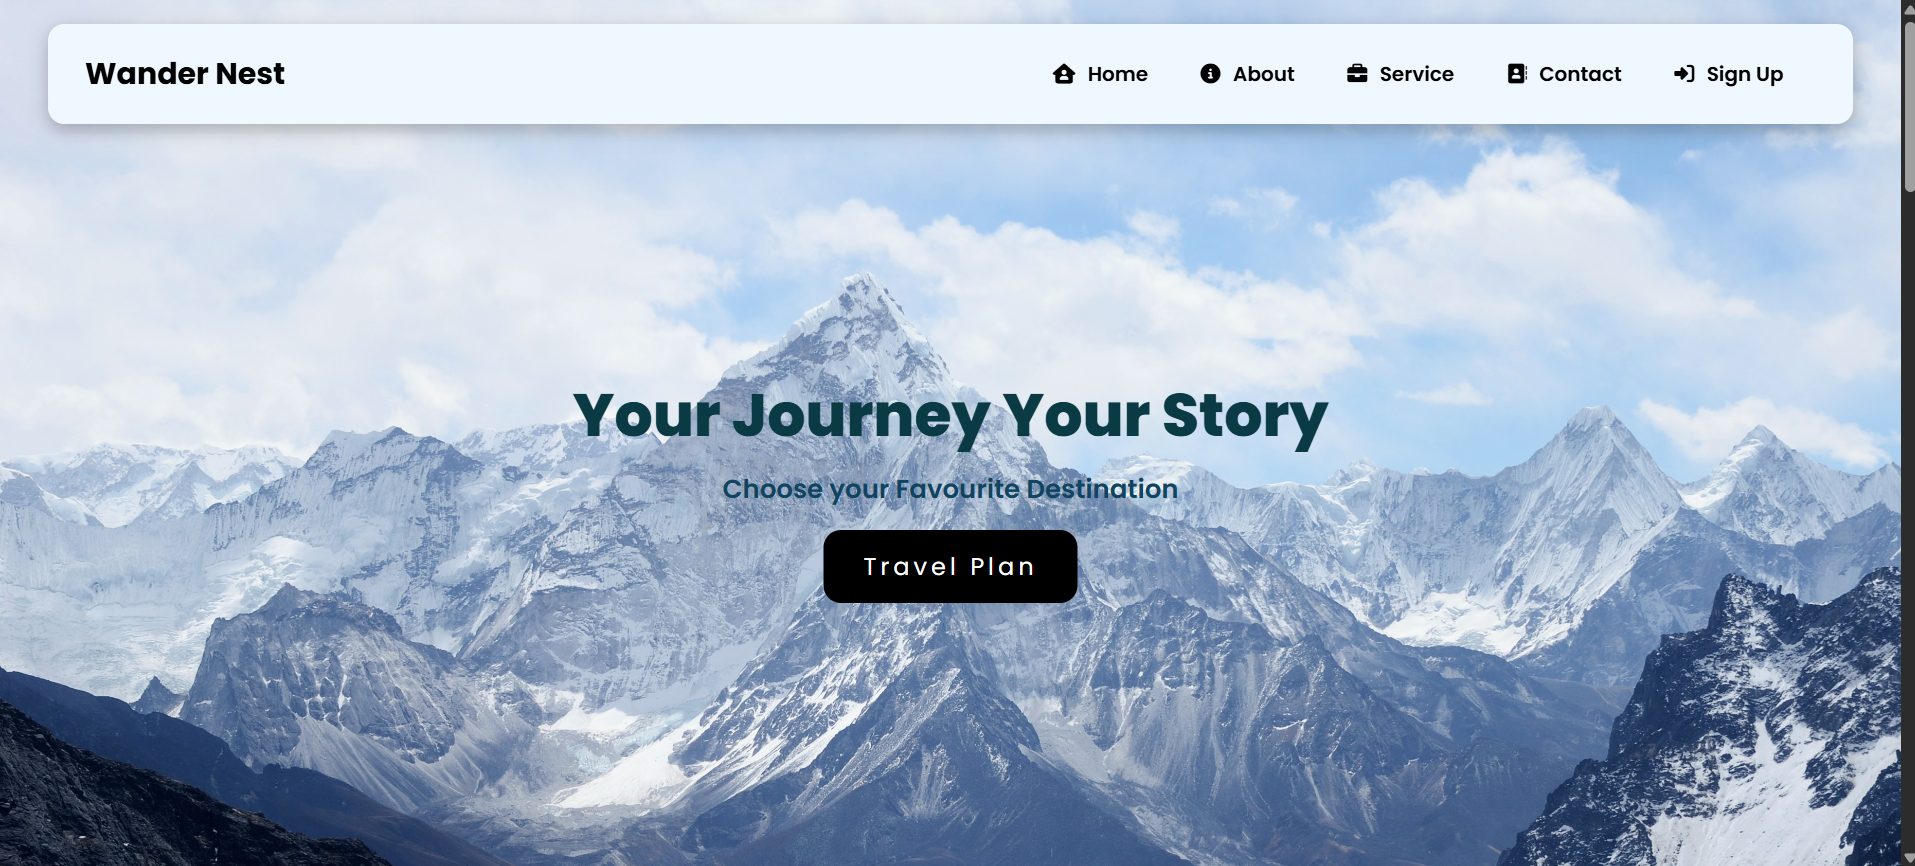 Wander Nest
Home About Service Contact Sign Up
Your Journey Your Story
Choose your Favourite Destination
Travel Plan